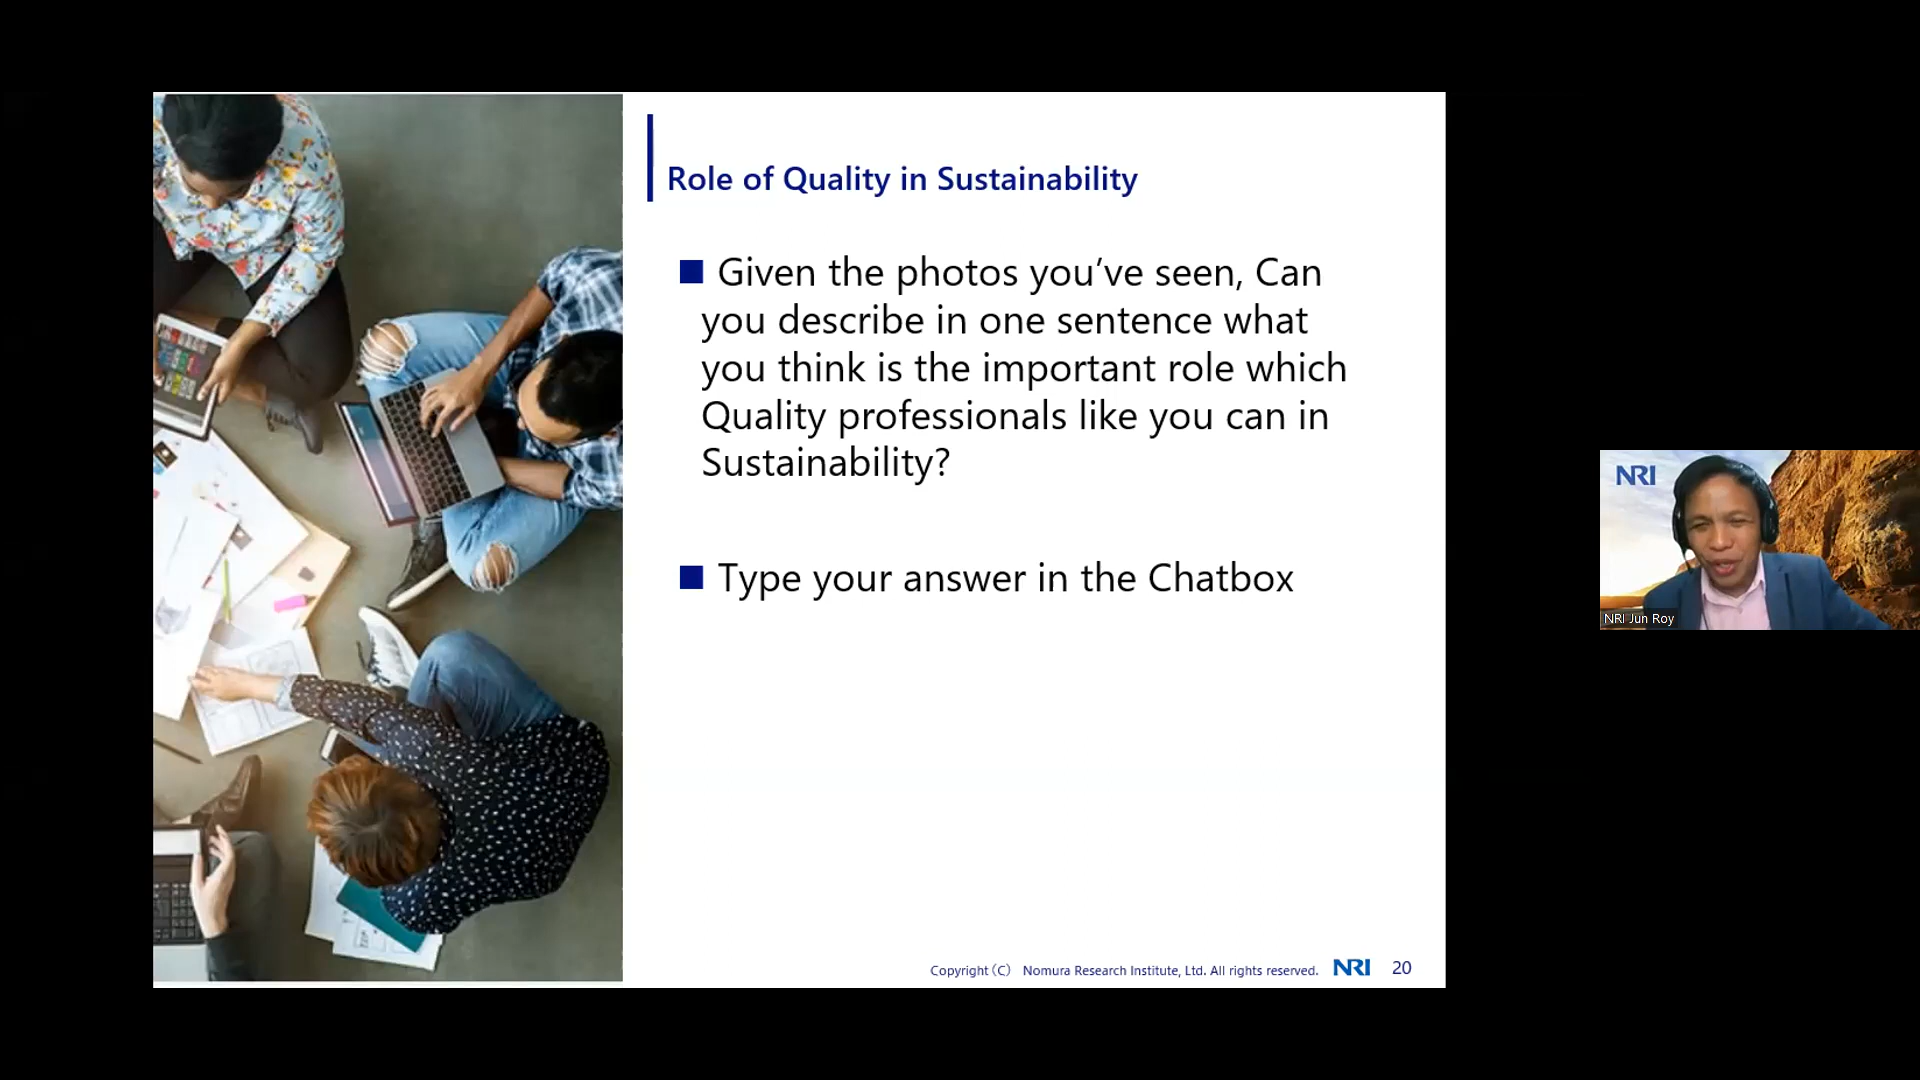 Role of Quality in Sustainability
Given the photos you’ve seen, Can
you describe in one sentence what
you think is the important role which
Quality professionals like you can in
Sustainability?
Type your answer in the Chatbox
Copyright (C) Nomura Research Institute, Ltd. All rights reserved. NRI 20
NRI
NRI Jun Roy